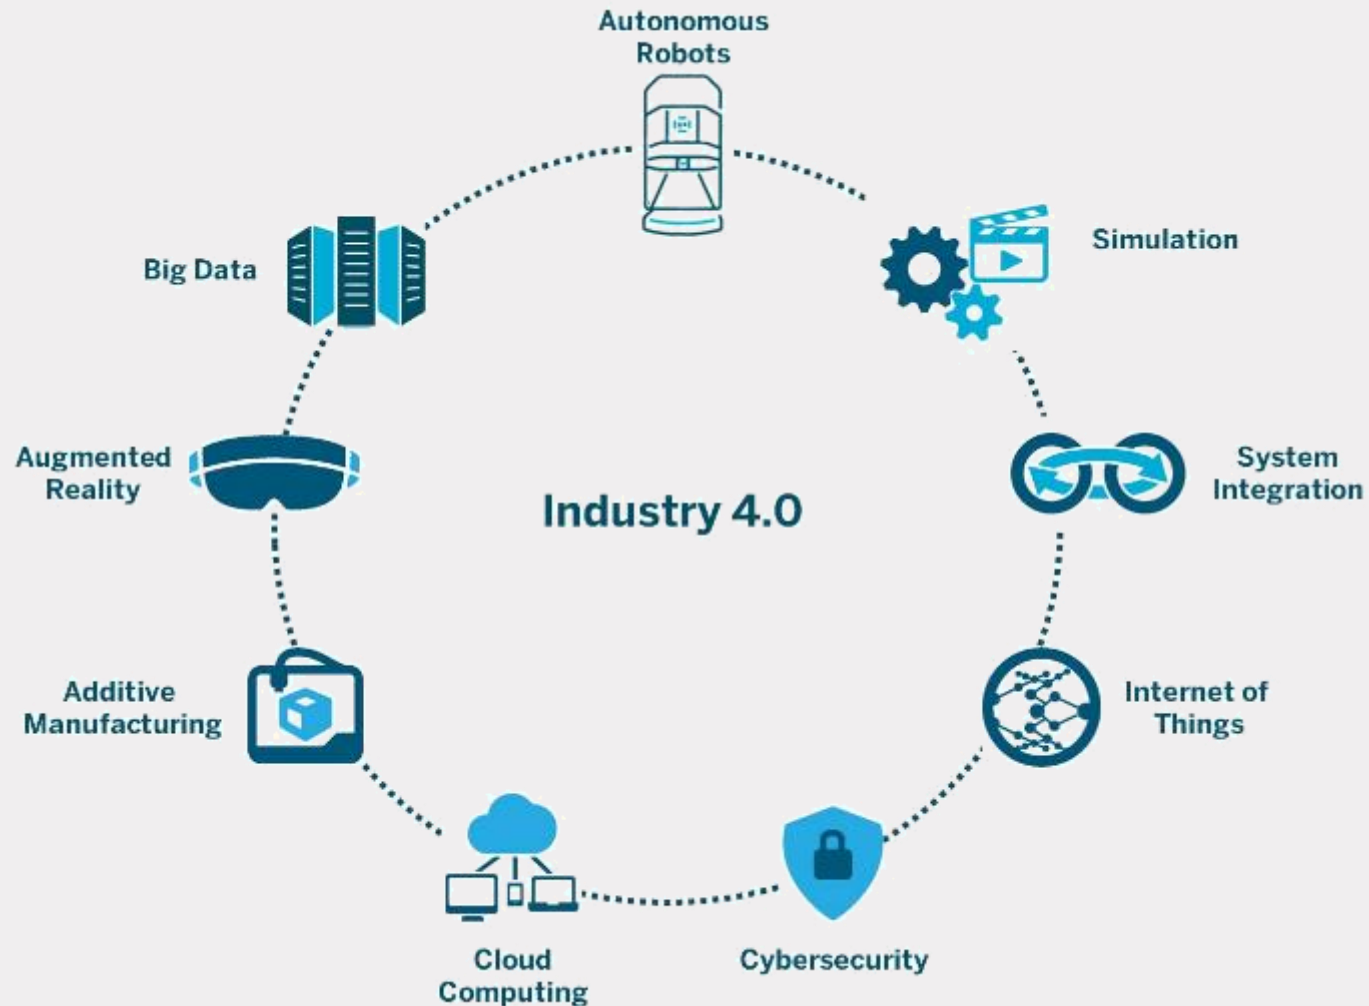 Autonomous
Robots
Simulation
Big Data
Augmented
Reality
System
Integration
Industry 4.0
Additive
Manufacturing
Internet of
Things
Cloud
Computing
Cybersecurity